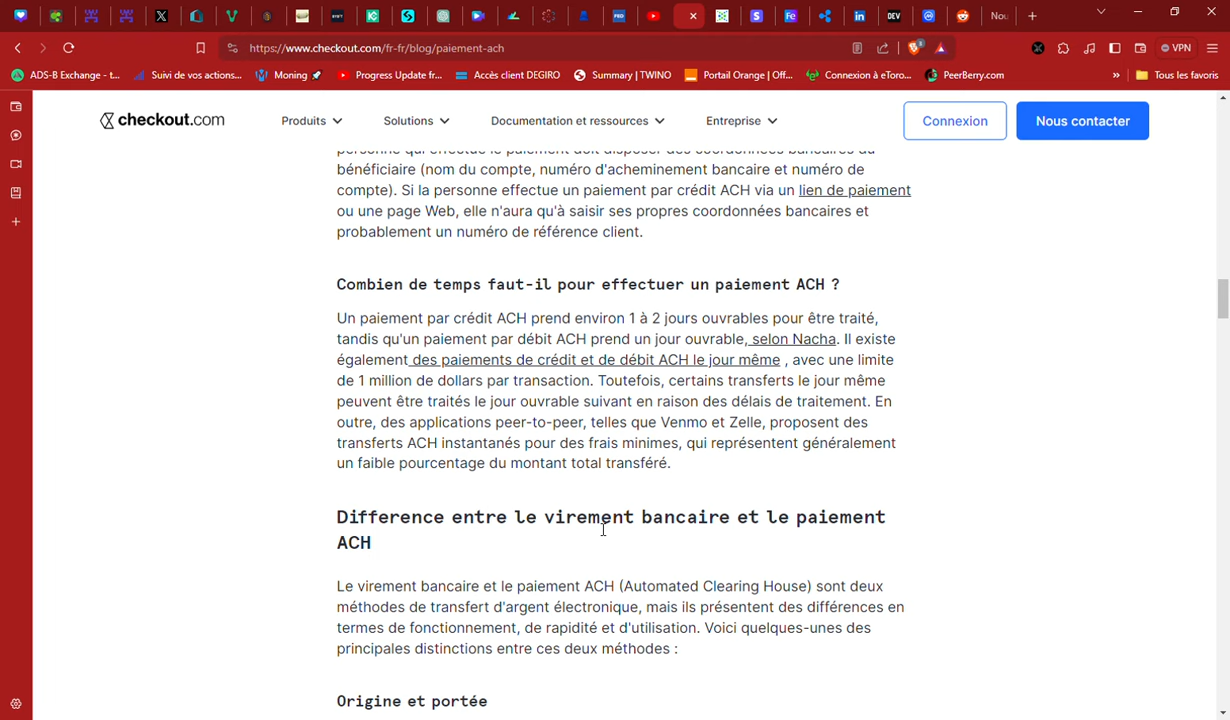 FED
DEV
Nou
https://www.checkout.com/fr-fr/blog/paiement-ach
VPN
ADS-B Exchange - t...
Suivi de vos actions...
Moning 🚀
Progress Update fr...
Accès client DEGIRO
Summary | TWINO
Portail Orange | Off...
Connexion à eToro...
PeerBerry.com
»
Tous les favoris
checkout.com
Produits
Solutions
Documentation et ressources
Entreprise
Connexion
Nous contacter
personne qui effectue le paiement doit disposer des coordonnées bancaires du
bénéficiaire (nom du compte, numéro d'acheminement bancaire et numéro de
compte). Si la personne effectue un paiement par crédit ACH via un lien de paiement
ou une page Web, elle n'aura qu'à saisir ses propres coordonnées bancaires et
probablement un numéro de référence client.
Combien de temps faut-il pour effectuer un paiement ACH ?
Un paiement par crédit ACH prend environ 1 à 2 jours ouvrables pour être traité,
tandis qu'un paiement par débit ACH prend un jour ouvrable, selon Nacha. Il existe
également des paiements de crédit et de débit ACH le jour même , avec une limite
de 1 million de dollars par transaction. Toutefois, certains transferts le jour même
peuvent être traités le jour ouvrable suivant en raison des délais de traitement. En
outre, des applications peer-to-peer, telles que Venmo et Zelle, proposent des
transferts ACH instantanés pour des frais minimes, qui représentent généralement
un faible pourcentage du montant total transféré.
Difference entre le virement bancaire et le paiement
ACH
Le virement bancaire et le paiement ACH (Automated Clearing House) sont deux
méthodes de transfert d'argent électronique, mais ils présentent des différences en
termes de fonctionnement, de rapidité et d'utilisation. Voici quelques-unes des
principales distinctions entre ces deux méthodes :
Origine et portée